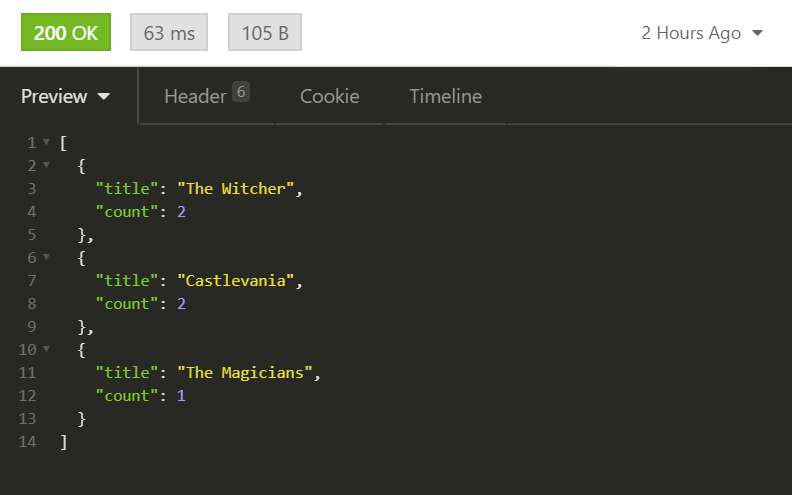 200 OK 63 ms 105 B 2 Hours Ago
Preview Header 6 Cookie Timeline
1 [
2 {
3 "title": "The Witcher",
4 "count": 2
5 },
6 {
7 "title": "Castlevania",
8 "count": 2
9 },
10 {
11 "title": "The Magicians",
12 "count": 1
13 }
14 ]